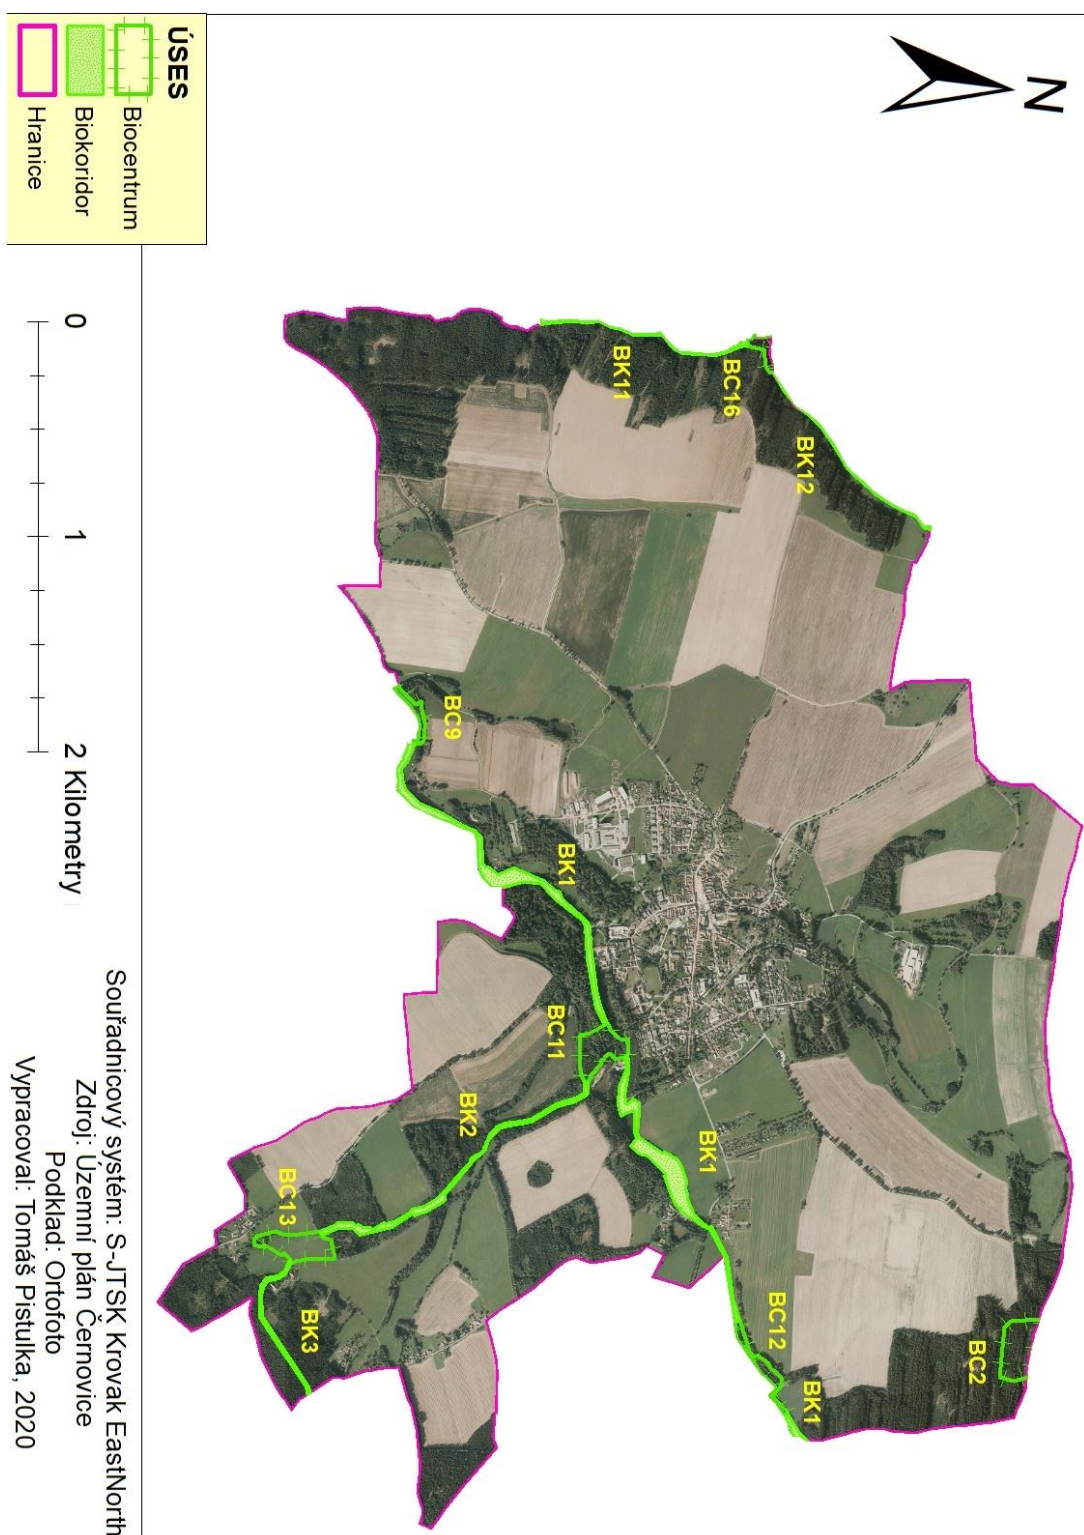 N
BC2
BK1
BK12
BC12
BC16
BK1
BK11
BK1
BC11
BK2
BC9
BK3
BC13
ÚSES
Biocentrum
Biokoridor
Hranice
0 1 2 Kilometry
Souřadnicový systém: S-JTSK Krovak EastNorth
Zdroj: Územní plán Černovice
Podklad: Ortofoto
Vypracoval: Tomáš Pistulka, 2020